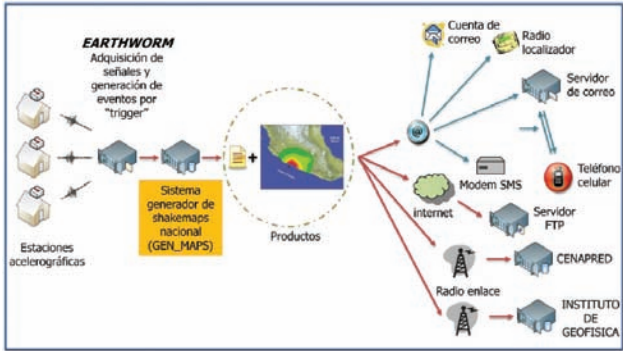 EARTHWORM
Adquisición de
señales y
generación de
eventos por
"trigger"
Estaciones
acelerográficas
Sistema
generador de
shakemaps
nacional
(GEN_MAPS)
+
Productos
Cuenta de
correo
Radio
localizador
Servidor
de correo
@
Modem SMS
Teléfono
celular
internet
Servidor
FTP
Radio enlace
CENAPRED
INSTITUTO
DE
GEOFISICA